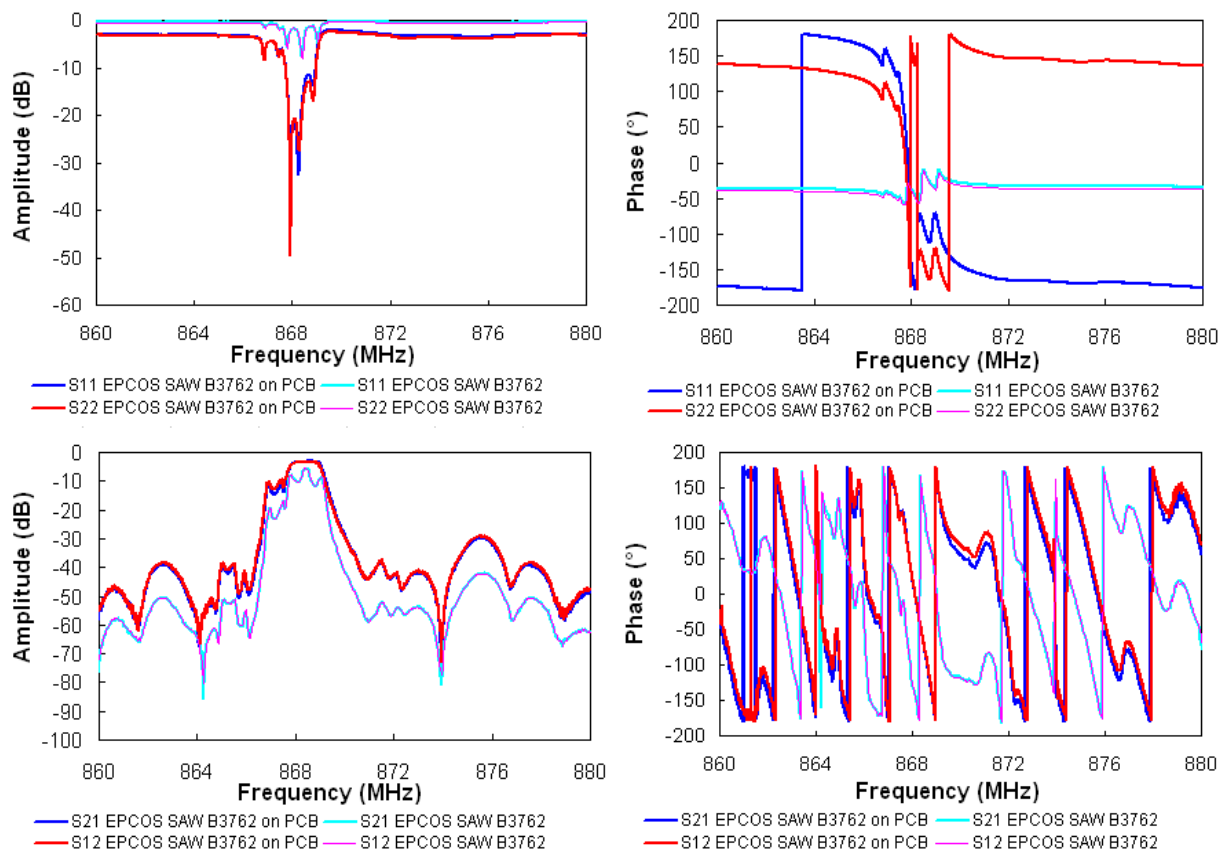 0
-10
-20
-30
-40
-50
-60
Amplitude (dB)
860 864 868 872 876 880
Frequency (MHz)
S11 EPCOS SAW B3762 on PCB S11 EPCOS SAW B3762
S22 EPCOS SAW B3762 on PCB S22 EPCOS SAW B3762
200
150
100
50
0
-50
-100
-150
-200
Phase (°)
860 864 868 872 876 880
Frequency (MHz)
S11 EPCOS SAW B3762 on PCB S11 EPCOS SAW B3762
S22 EPCOS SAW B3762 on PCB S22 EPCOS SAW B3762
0
-10
-20
-30
-40
-50
-60
-70
-80
-90
-100
Amplitude (dB)
860 864 868 872 876 880
Frequency (MHz)
S21 EPCOS SAW B3762 on PCB S21 EPCOS SAW B3762
S12 EPCOS SAW B3762 on PCB S12 EPCOS SAW B3762
200
150
100
50
0
-50
-100
-150
-200
Phase (°)
860 864 868 872 876 880
Frequency (MHz)
S21 EPCOS SAW B3762 on PCB S21 EPCOS SAW B3762
S12 EPCOS SAW B3762 on PCB S12 EPCOS SAW B3762